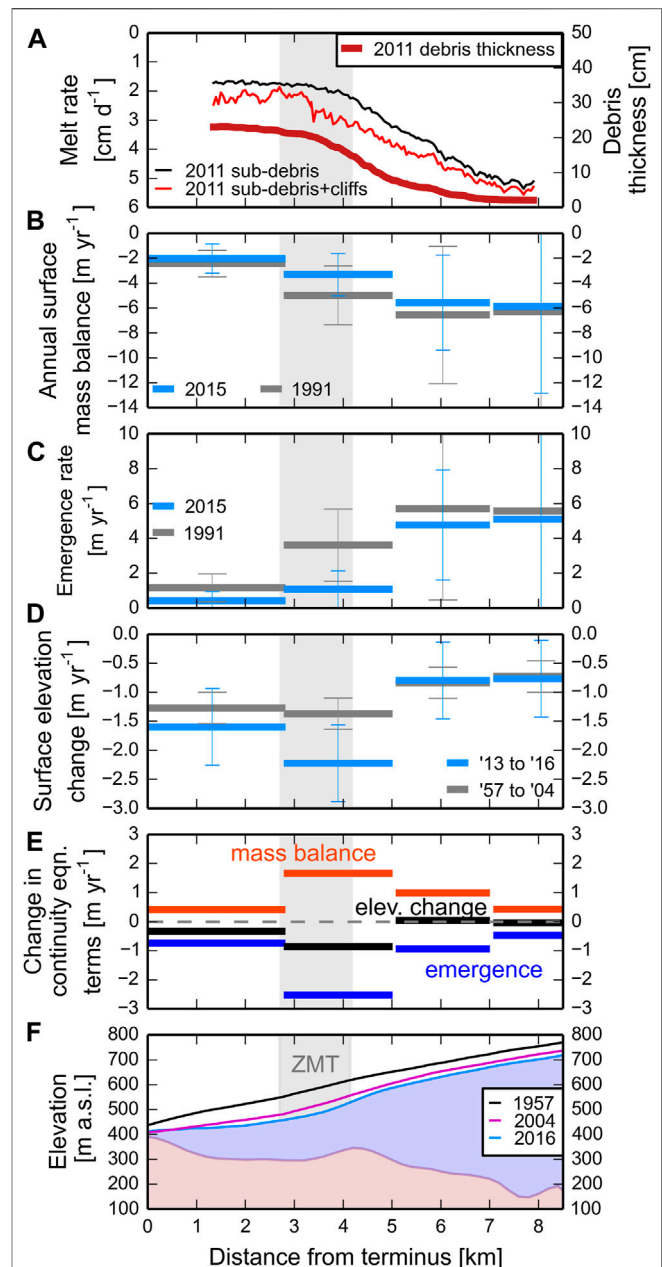 A
0
1
2
3
4
5
6
Melt rate
[cm d⁻¹]
2011 debris thickness
2011 sub-debris
2011 sub-debris+cliffs
50
40
30
20
10
0
Debris
thickness [cm]
B
0
−2
−4
−6
−8
−10
−12
−14
Annual surface
mass balance [m yr⁻¹]
2015
1991
0
−2
−4
−6
−8
−10
−12
−14
C
10
8
6
4
2
0
Emergence rate
[m yr⁻¹]
2015
1991
10
8
6
4
2
0
D
0.0
−0.5
−1.0
−1.5
−2.0
−2.5
−3.0
Surface elevation
change [m yr⁻¹]
'13 to '16
'57 to '04
0.0
−0.5
−1.0
−1.5
−2.0
−2.5
−3.0
E
3
2
1
0
−1
−2
−3
Change in
continuity eqn.
terms [m yr⁻¹]
mass balance
elev. change
emergence
3
2
1
0
−1
−2
−3
F
800
700
600
500
400
300
200
100
Elevation
[m a.s.l.]
ZMT
1957
2004
2016
800
700
600
500
400
300
200
100
0 1 2 3 4 5 6 7 8
Distance from terminus [km]